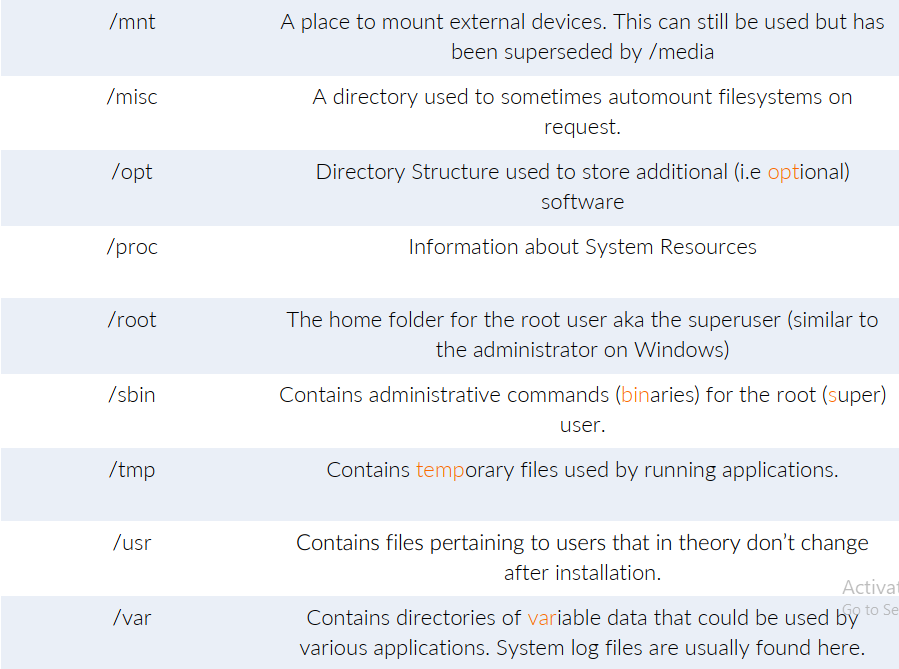 /mnt
A place to mount external devices. This can still be used but has
been superseded by /media
/misc
A directory used to sometimes automount filesystems on
request.
/opt
Directory Structure used to store additional (i.e optional)
software
/proc
Information about System Resources
/root
The home folder for the root user aka the superuser (similar to
the administrator on Windows)
/sbin
Contains administrative commands (binaries) for the root (super)
user.
/tmp
Contains temporary files used by running applications.
/usr
Contains files pertaining to users that in theory don’t change
after installation.
/var
Contains directories of variable data that could be used by
various applications. System log files are usually found here.
Activat
Go to Se